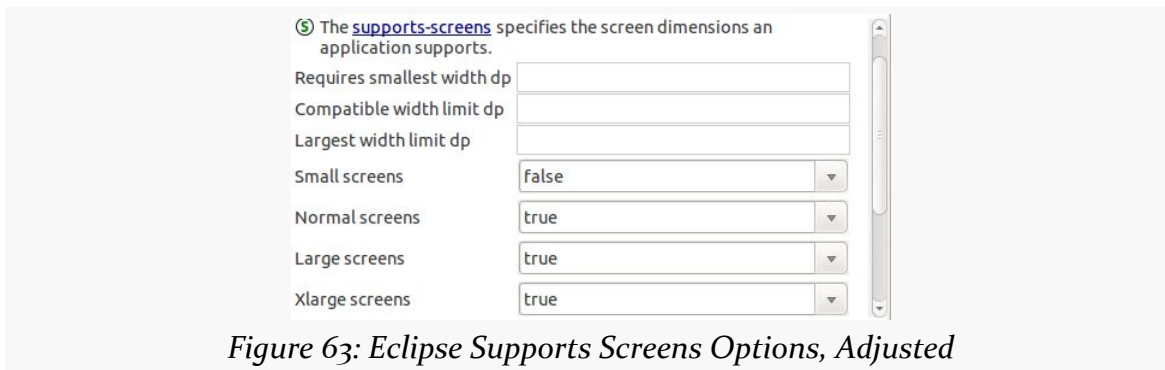 S The supports-screens specifies the screen dimensions an
application supports.
Requires smallest width dp
Compatible width limit dp
Largest width limit dp
Small screens false
Normal screens true
Large screens true
Xlarge screens true
Figure 63: Eclipse Supports Screens Options, Adjusted